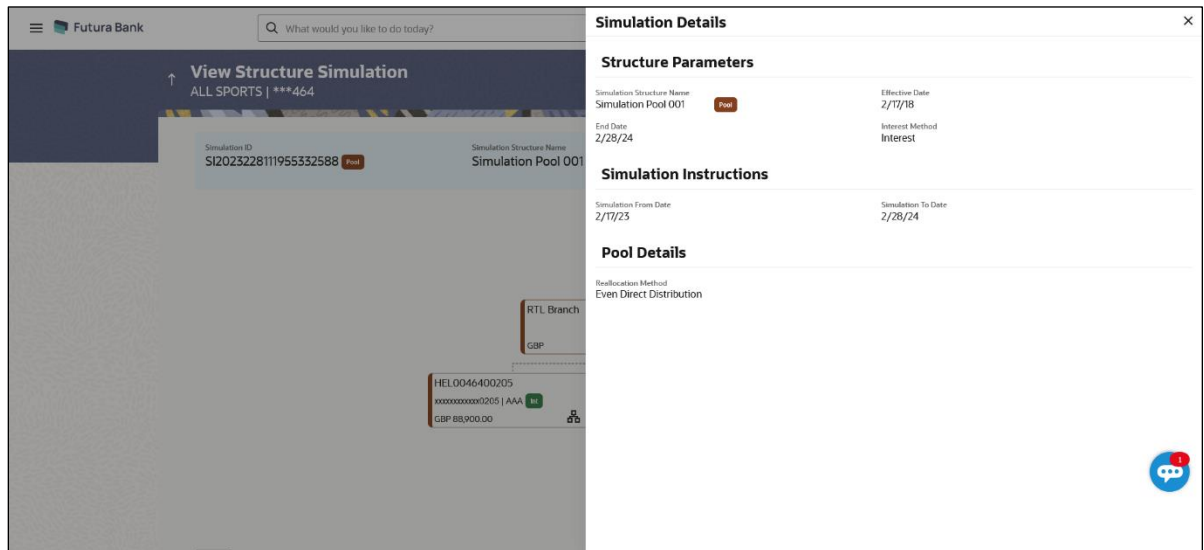 Futura Bank
What would you like to do today?
View Structure Simulation
ALL SPORTS | ***464
Simulation ID
SI2023228111955332588 Pool
Simulation Structure Name
Simulation Pool 001
RTL Branch
GBP
HEL0046400205
xxxxxxxxxxxx0205 | AAA Int
GBP 88,900.00
Simulation Details
Structure Parameters
Simulation Structure Name
Simulation Pool 001 Pool
Effective Date
2/17/18
End Date
2/28/24
Interest Method
Interest
Simulation Instructions
Simulation From Date
2/17/23
Simulation To Date
2/28/24
Pool Details
Reallocation Method
Even Direct Distribution
1